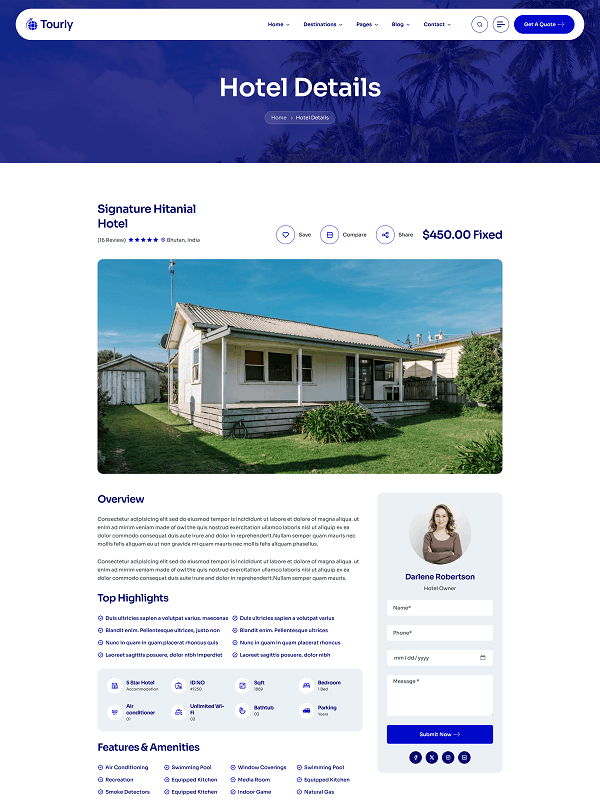 Tourly
Home Destinations Pages Blog Contact Get A Quote
Hotel Details
Home > Hotel Details
Signature Hitanial
Hotel
(16 Review) Bhutan, India
Save Compare Share $450.00 Fixed
Overview
Consectetur adipisicing elit sed do eiusmod tempor is incididunt ut labore et dolore of magna aliqua. ut
enim ad minim veniam made of owl the quis nostrud exercitation ullamco laboris nisl ut aliquip ex ea
dolor commodo consequat duis aute irure and dolor in reprehenderit.Nullam semper quam mauris nec
mollis felis aliquam eu ut non gravida mi quam mauris nec mollis felis aliquam phasellus.
Consectetur adipisicing elit sed do eiusmod tempor is incididunt ut labore et dolore of magna aliqua. ut
enim ad minim veniam made of owl the quis nostrud exercitation ullamco laboris nisl ut aliquip ex ea
dolor commodo consequat duis aute irure and dolor in reprehenderit.Nullam semper quam mauris.
Top Highlights
Duis ultricies sapien a volutpat varius. maecenas Duis ultricies sapien a volutpat varius
Blandit enim. Pellentesque ultrices, justo non Blandit enim. Pellentesque ultrices
Nunc in quam in quam placerat rhoncus quis Nunc in quam in quam placerat rhoncus
Laoreet sagittis posuere, dolor nibh imperdiet Laoreet sagittis posuere, dolor nibh
5 Star Hotel
Accommodation
ID NO
#1250
Sqft
1869
Bedroom
1 Bed
Air
conditioner
01
Unlimited Wi-
Fi
03
Bathtub
03
Parking
Years
Features & Amenities
Air Conditioning Swimming Pool Window Coverings Swimming Pool
Recreation Equipped Kitchen Media Room Equipped Kitchen
Smoke Detectors Equipped Kitchen Indoor Game Natural Gas
Darlene Robertson
Hotel Owner
Name*
Phone*
mm/dd/yyyy
Message *
Submit Now